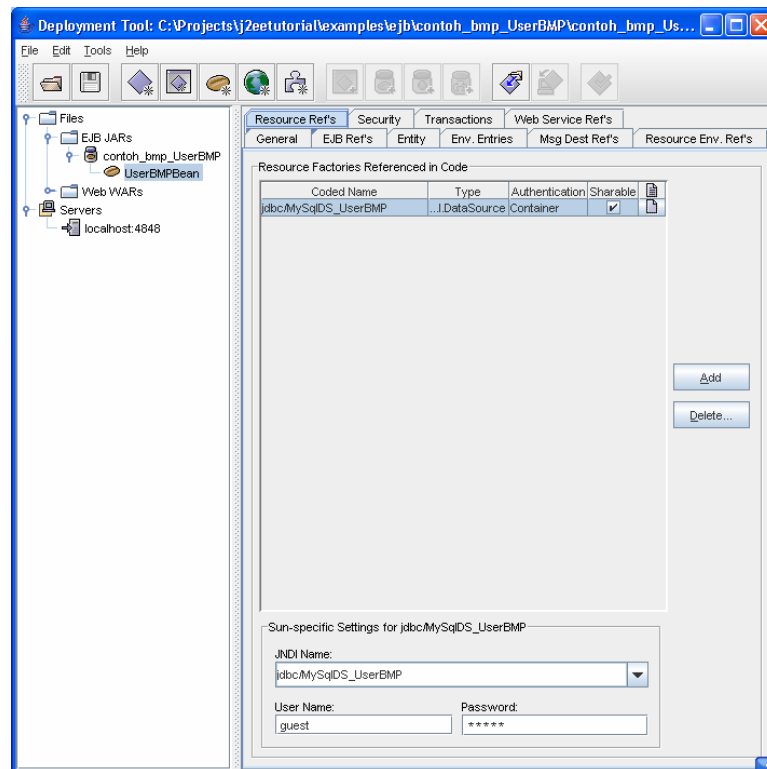 Deployment Tool: C:\Projects\j2eetutorial\examples\ejb\contoh_bmp_UserBMP\contoh_bmp_Us...
File Edit Tools Help
Files
EJB JARs
contoh_bmp_UserBMP
UserBMPBean
Web WARs
Servers
localhost:4848
Resource Ref's Security Transactions Web Service Ref's
General EJB Ref's Entity Env. Entries Msg Dest Ref's Resource Env. Ref's
Resource Factories Referenced in Code
Coded Name Type Authentication Sharable
jdbc/MySqlDS_UserBMP ...l.DataSource Container
Add
Delete...
Sun-specific Settings for jdbc/MySqlDS_UserBMP
JNDI Name:
jdbc/MySqlDS_UserBMP
User Name: Password:
guest *****